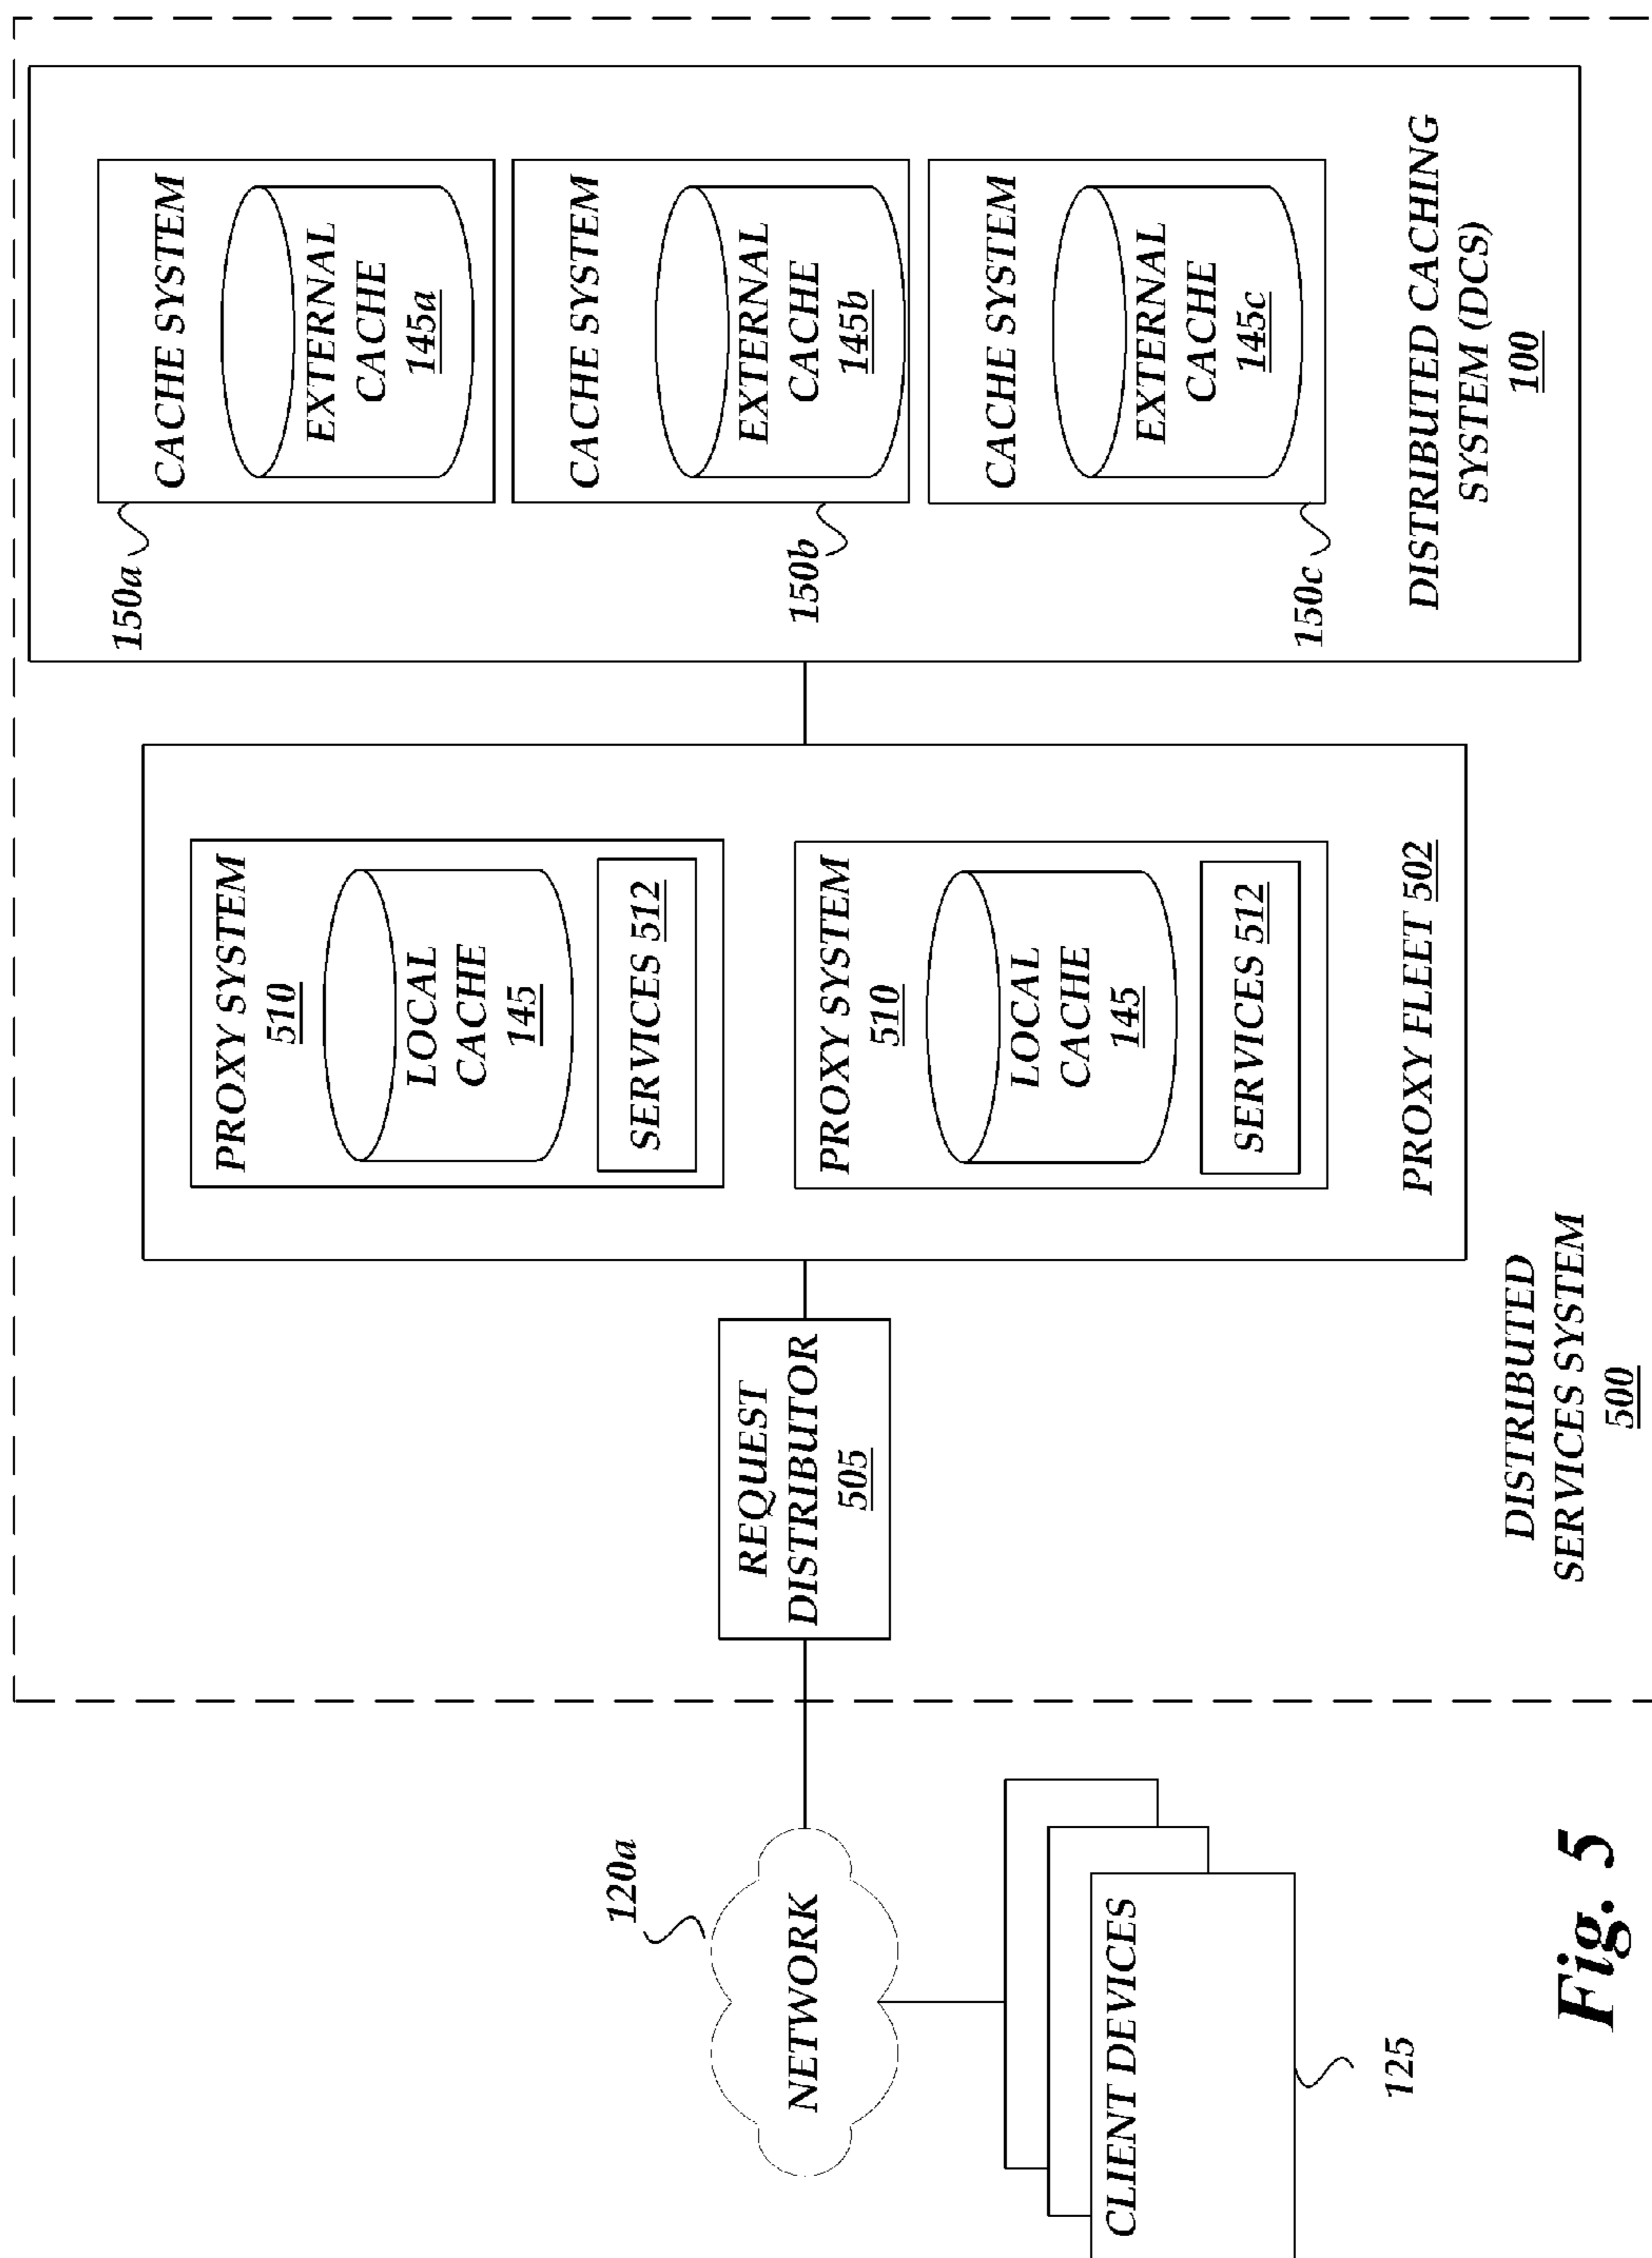 120a
NETWORK
CLIENT DEVICES
125
REQUEST
DISTRIBUTOR
505
PROXY SYSTEM
510
LOCAL
CACHE
145
SERVICES 512
PROXY SYSTEM
510
LOCAL
CACHE
145
SERVICES 512
PROXY FLEET 502
150a
CACHE SYSTEM
EXTERNAL
CACHE
145a
150b
CACHE SYSTEM
EXTERNAL
CACHE
145b
150c
CACHE SYSTEM
EXTERNAL
CACHE
145c
DISTRIBUTED CACHING
SYSTEM (DCS)
100
DISTRIBUTED
SERVICES SYSTEM
500
Fig. 5